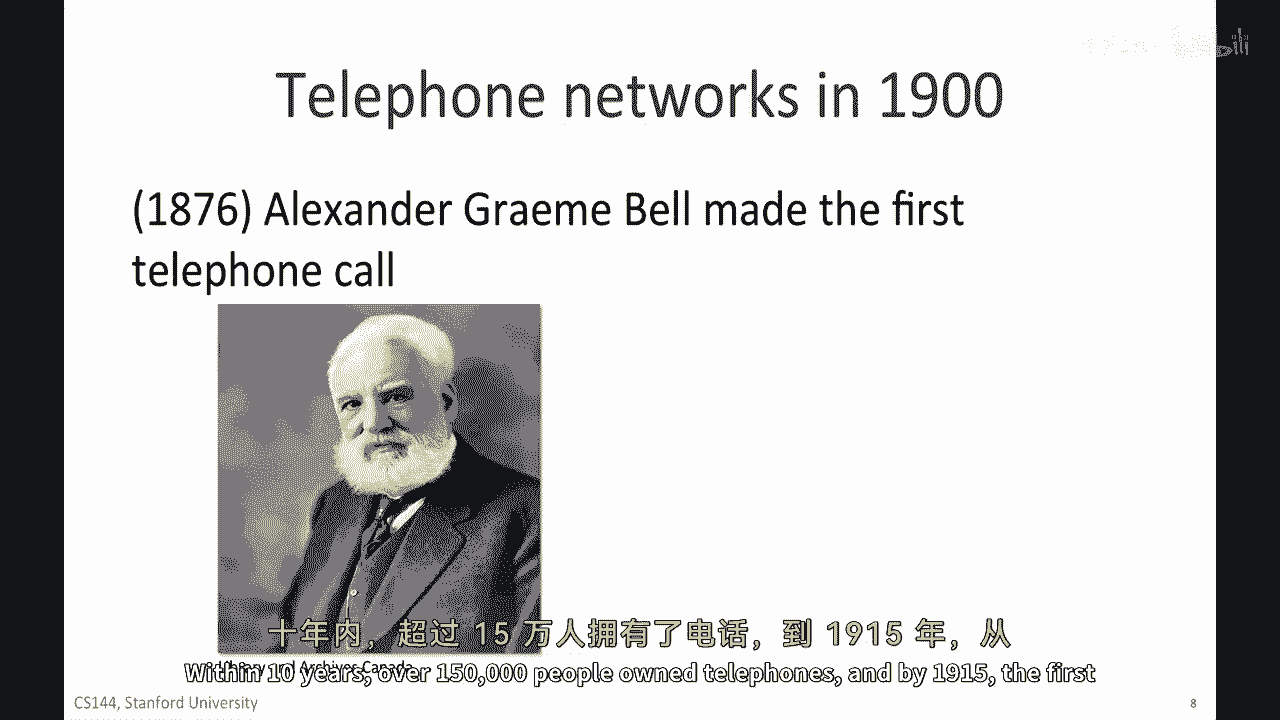 Telephone networks in 1900
(1876) Alexander Graeme Bell made the first
telephone call
十年内，超过 15 万人拥有了电话，到 1915 年，从
Within 10 years, over 150,000 people owned telephones, and by 1915, the first
CS144, Stanford University
8